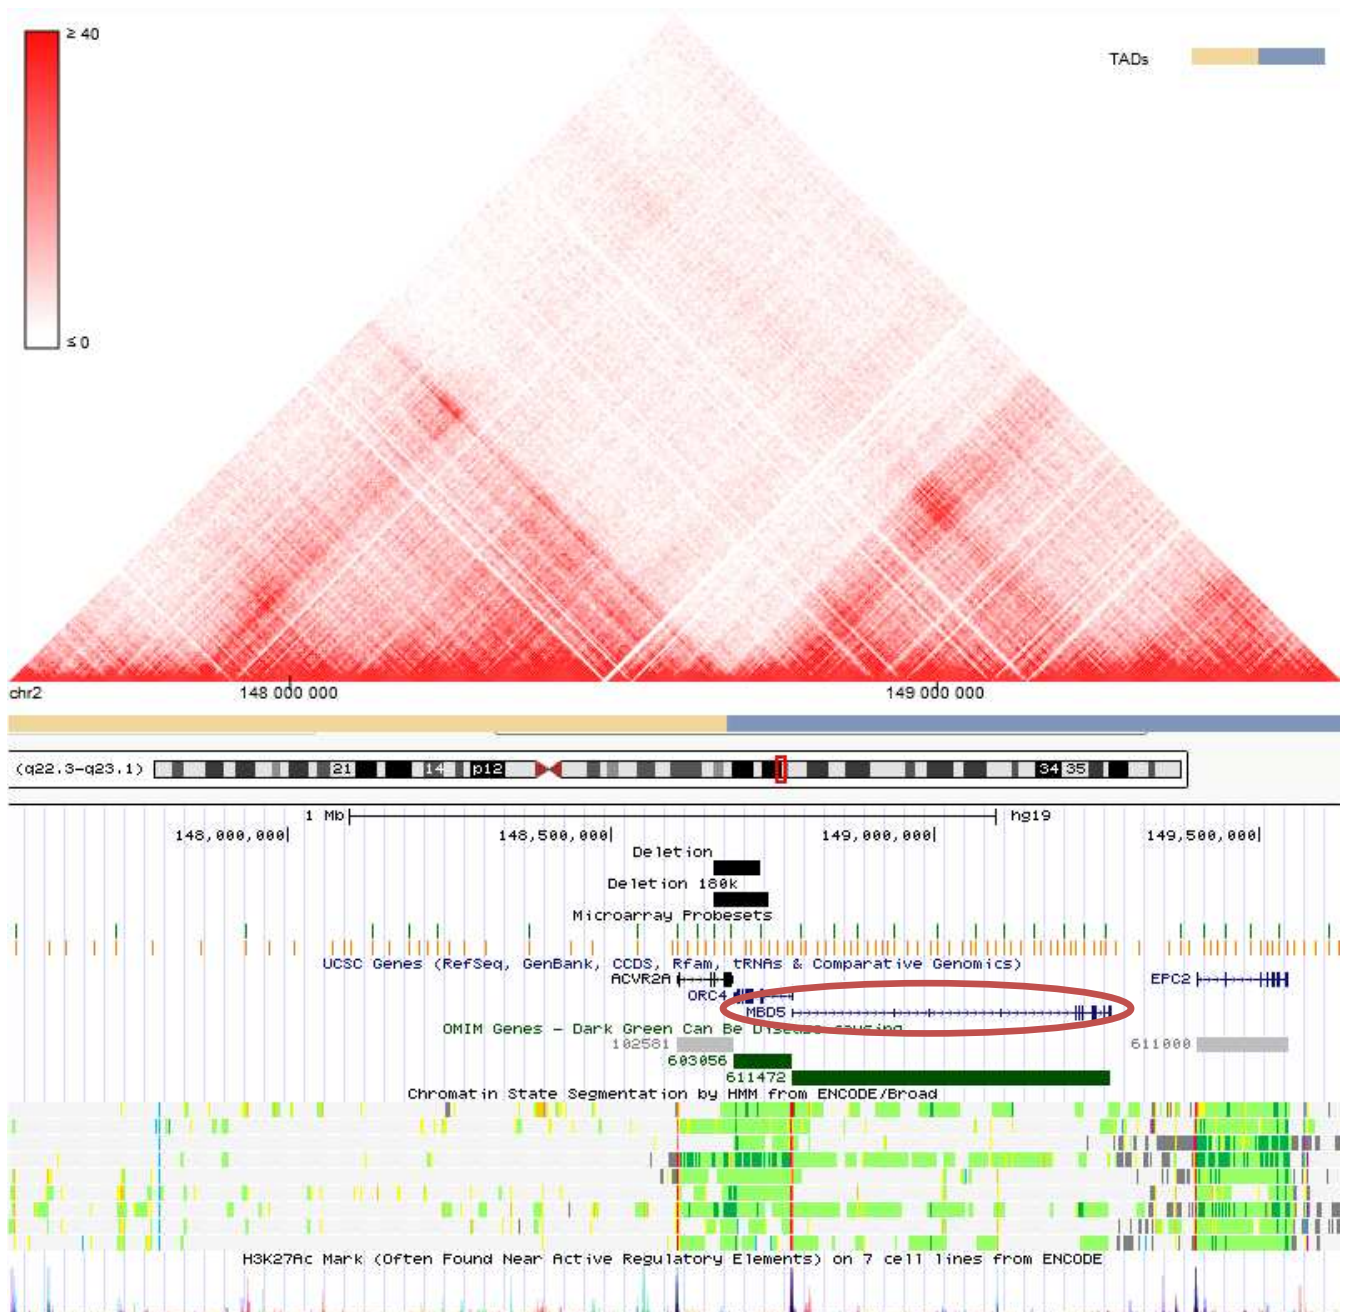 ≥ 40
TADs
≤ 0
chr2
148 000 000
149 000 000
(q22.3-q23.1)
21
14
p12
34
35
1 Mb
hg19
148,000,000|
148,500,000|
149,000,000|
149,500,000|
Deletion
Deletion 180k
Microarray Probesets
UCSC Genes (RefSeq, GenBank, CCDS, Rfam, tRNAs & Comparative Genomics)
ACVR2A
EPC2
ORC4
MBD5
OMIM Genes - Dark Green Can Be Disease-causing
102581
611000
603056
611472
Chromatin State Segmentation by HMM from ENCODE/Broad
H3K27Ac Mark (Often Found Near Active Regulatory Elements) on 7 cell lines from ENCODE